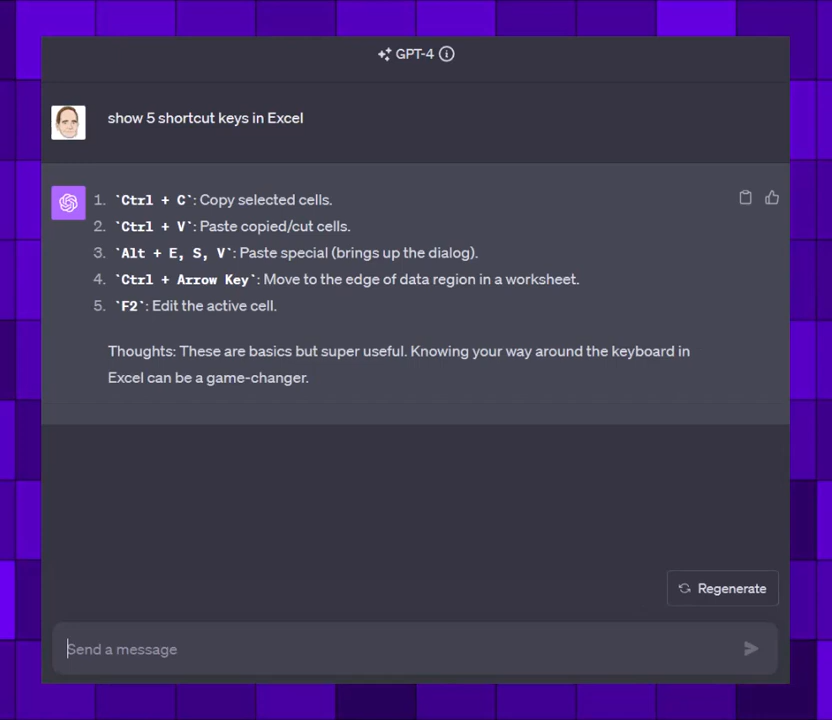 GPT-4
show 5 shortcut keys in Excel
1. `Ctrl + C`: Copy selected cells.
2. `Ctrl + V`: Paste copied/cut cells.
3. `Alt + E, S, V`: Paste special (brings up the dialog).
4. `Ctrl + Arrow Key`: Move to the edge of data region in a worksheet.
5. `F2`: Edit the active cell.
Thoughts: These are basics but super useful. Knowing your way around the keyboard in
Excel can be a game-changer.
Regenerate
Send a message